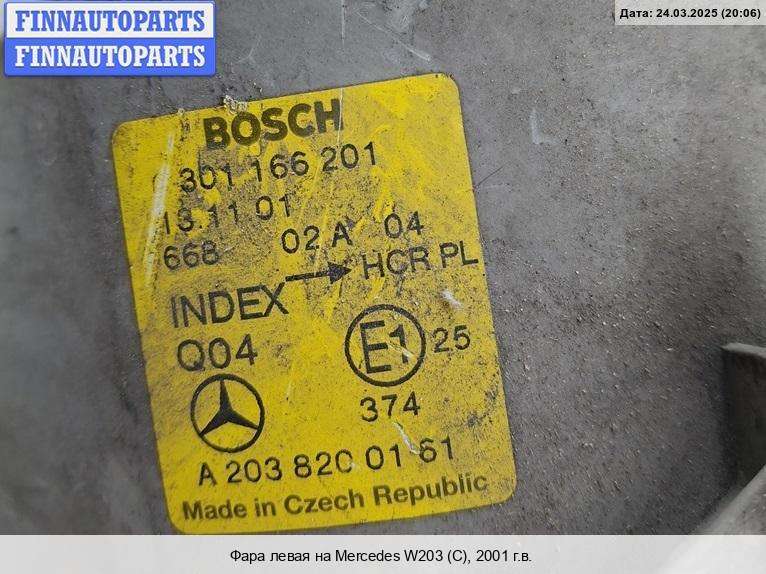 FINNAUTOPARTS
FINNAUTOPARTS
Дата: 24.03.2025 (20:06)
BOSCH
301 166 201
13 11 01
668 02 A 04
HCR PL
INDEX
Q04 E1 25
374
A 203 820 01 61
Made in Czech Republic
Фара левая на Mercedes W203 (C), 2001 г.в.